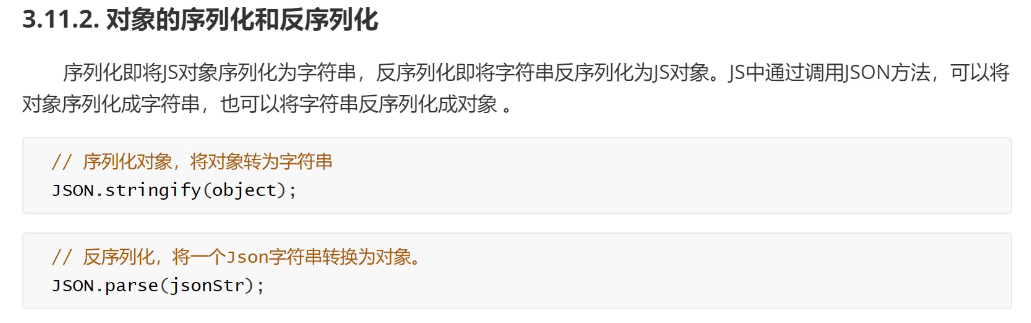 3.11.2. 对象的序列化和反序列化
序列化即将JS对象序列化为字符串，反序列化即将字符串反序列化为JS对象。JS中通过调用JSON方法，可以将
对象序列化成字符串，也可以将字符串反序列化成对象 。
// 序列化对象，将对象转为字符串
JSON.stringify(object);
// 反序列化，将一个Json字符串转换为对象。
JSON.parse(jsonStr);